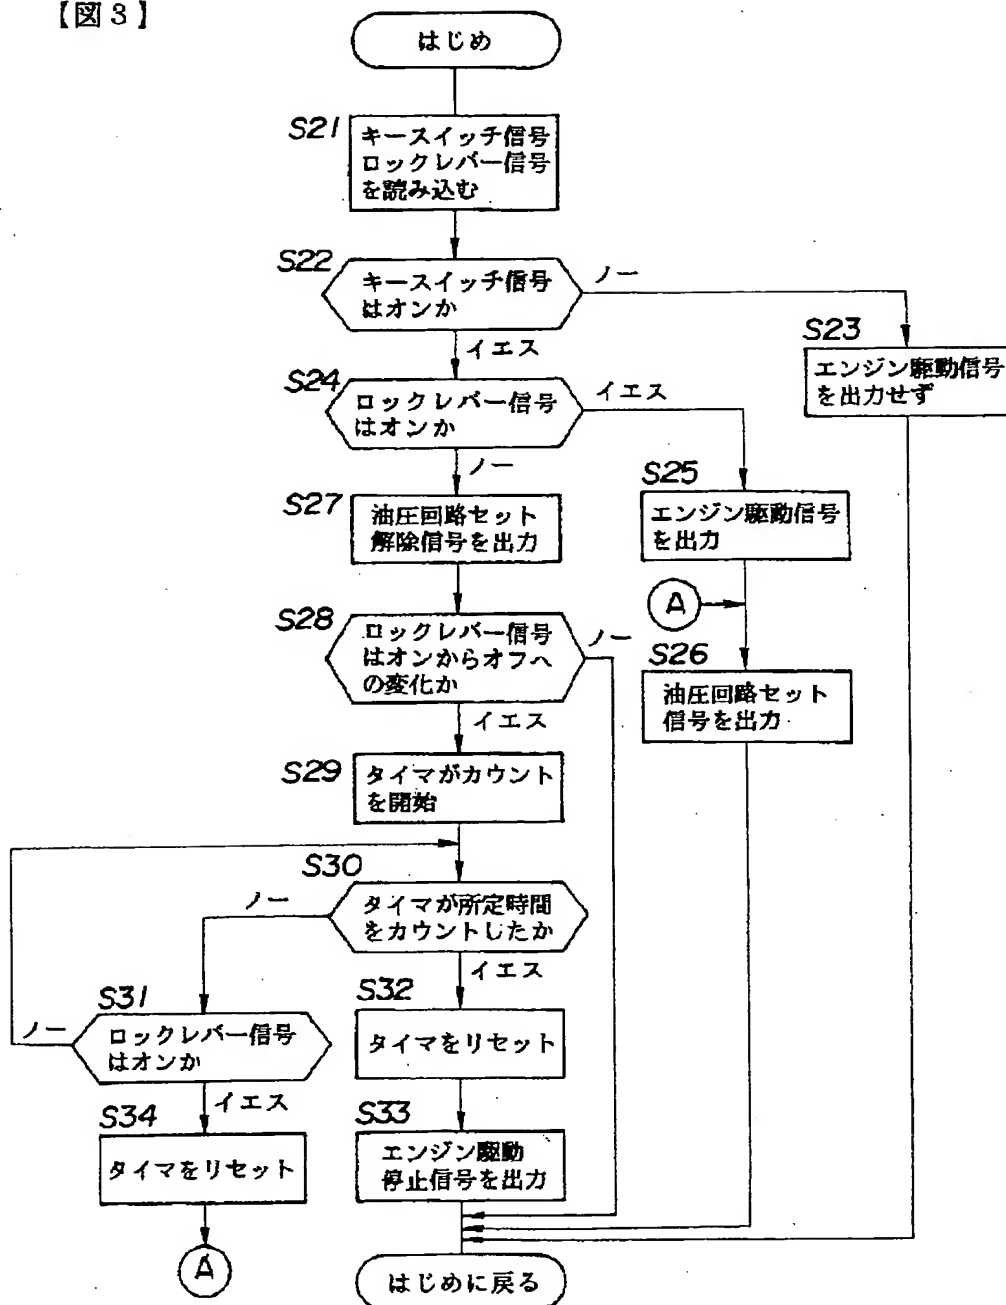 【図3】
はじめ
S21
キースイッチ信号
ロックレバー信号
を読み込む
S22
キースイッチ信号
はオンか
ノー
イエス
S23
エンジン駆動信号
を出力せず
S24
ロックレバー信号
はオンか
イエス
ノー
S25
エンジン駆動信号
を出力
S27
油圧回路セット
解除信号を出力
A
S28
ロックレバー信号
はオンからオフへ
の変化か
ノー
イエス
S26
油圧回路セット
信号を出力
S29
タイマがカウント
を開始
S30
タイマが所定時間
をカウントしたか
ノー
イエス
S31
ロックレバー信号
はオンか
ノー
イエス
S32
タイマをリセット
S34
タイマをリセット
S33
エンジン駆動
停止信号を出力
A
はじめに戻る